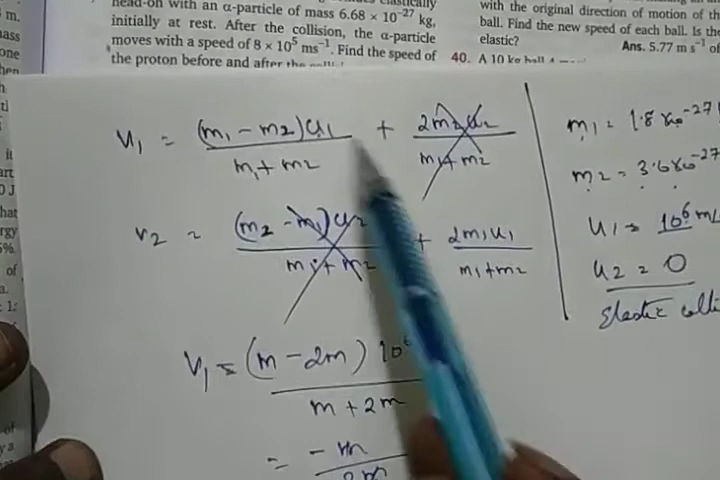 head-on with an α-particle of mass 6.68 × 10⁻²⁷ kg,
initially at rest. After the collision, the α-particle
moves with a speed of 8 × 10⁵ ms⁻¹. Find the speed of
the proton before and after the
with the original direction of motion of th
ball. Find the new speed of each ball. Is the
elastic?
Ans. 5.77 m s⁻¹ of
40. A 10 kg ball
v₁ = (m₁ - m₂)u₁ / m₁ + m₂ + 2m₂u₂ / m₁ + m₂
v₂ = (m₂ - m₁)u₂ / m₁ + m₂ + 2m₁u₁ / m₁ + m₂
v₁ = (m - 2m) 10⁶ / m + 2m
= -m / 3m
m₁ = 1.8 × 10⁻²⁷
m₂ = 3.6 × 10⁻²⁷
u₁ = 10⁶ m/
u₂ = 0
Elastic colli